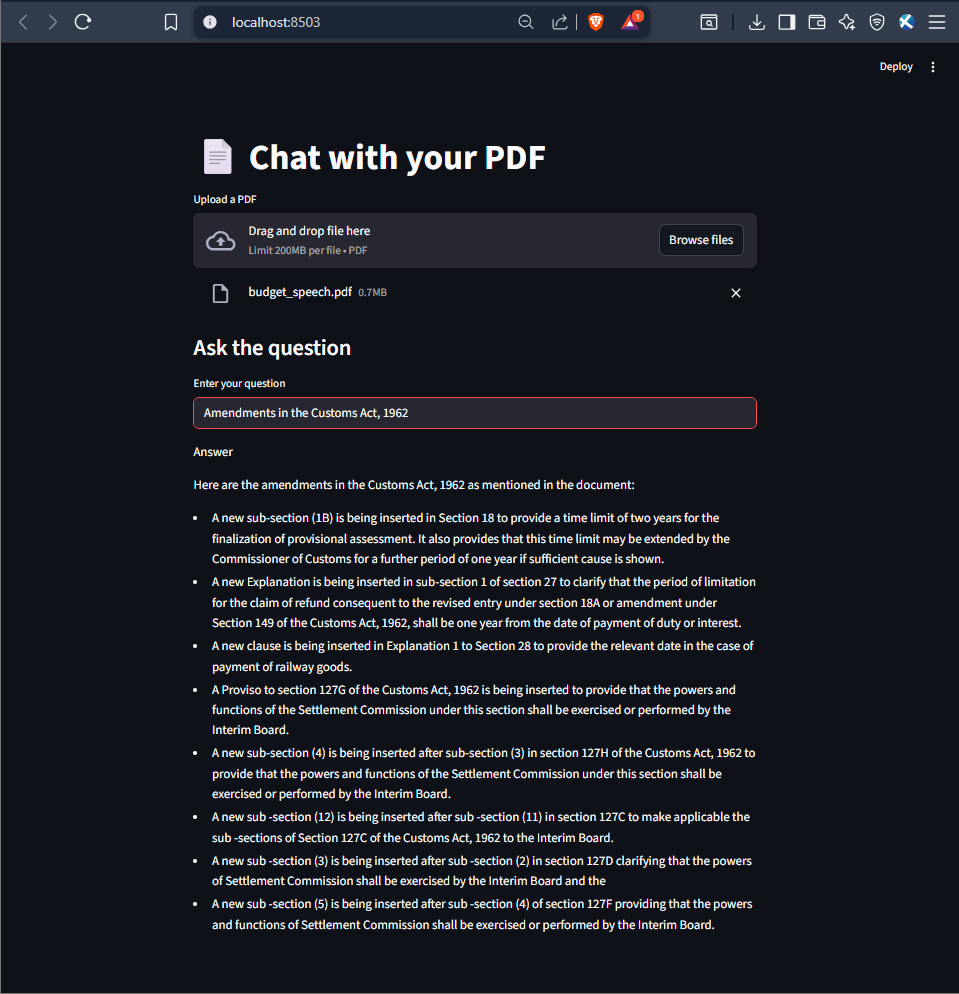 localhost:8503
1
Deploy
Chat with your PDF
Upload a PDF
Drag and drop file here
Limit 200MB per file • PDF
Browse files
budget_speech.pdf 0.7MB
Ask the question
Enter your question
Amendments in the Customs Act, 1962
Answer
Here are the amendments in the Customs Act, 1962 as mentioned in the document:
• A new sub-section (1B) is being inserted in Section 18 to provide a time limit of two years for the
finalization of provisional assessment. It also provides that this time limit may be extended by the
Commissioner of Customs for a further period of one year if sufficient cause is shown.
• A new Explanation is being inserted in sub-section 1 of section 27 to clarify that the period of limitation
for the claim of refund consequent to the revised entry under section 18A or amendment under
Section 149 of the Customs Act, 1962, shall be one year from the date of payment of duty or interest.
• A new clause is being inserted in Explanation 1 to Section 28 to provide the relevant date in the case of
payment of railway goods.
• A Proviso to section 127G of the Customs Act, 1962 is being inserted to provide that the powers and
functions of the Settlement Commission under this section shall be exercised or performed by the
Interim Board.
• A new sub-section (4) is being inserted after sub-section (3) in section 127H of the Customs Act, 1962 to
provide that the powers and functions of the Settlement Commission under this section shall be
exercised or performed by the Interim Board.
• A new sub -section (12) is being inserted after sub -section (11) in section 127C to make applicable the
sub -sections of Section 127C of the Customs Act, 1962 to the Interim Board.
• A new sub -section (3) is being inserted after sub -section (2) in section 127D clarifying that the powers
of Settlement Commission shall be exercised by the Interim Board and the
• A new sub -section (5) is being inserted after sub -section (4) of section 127F providing that the powers
and functions of Settlement Commission shall be exercised or performed by the Interim Board.